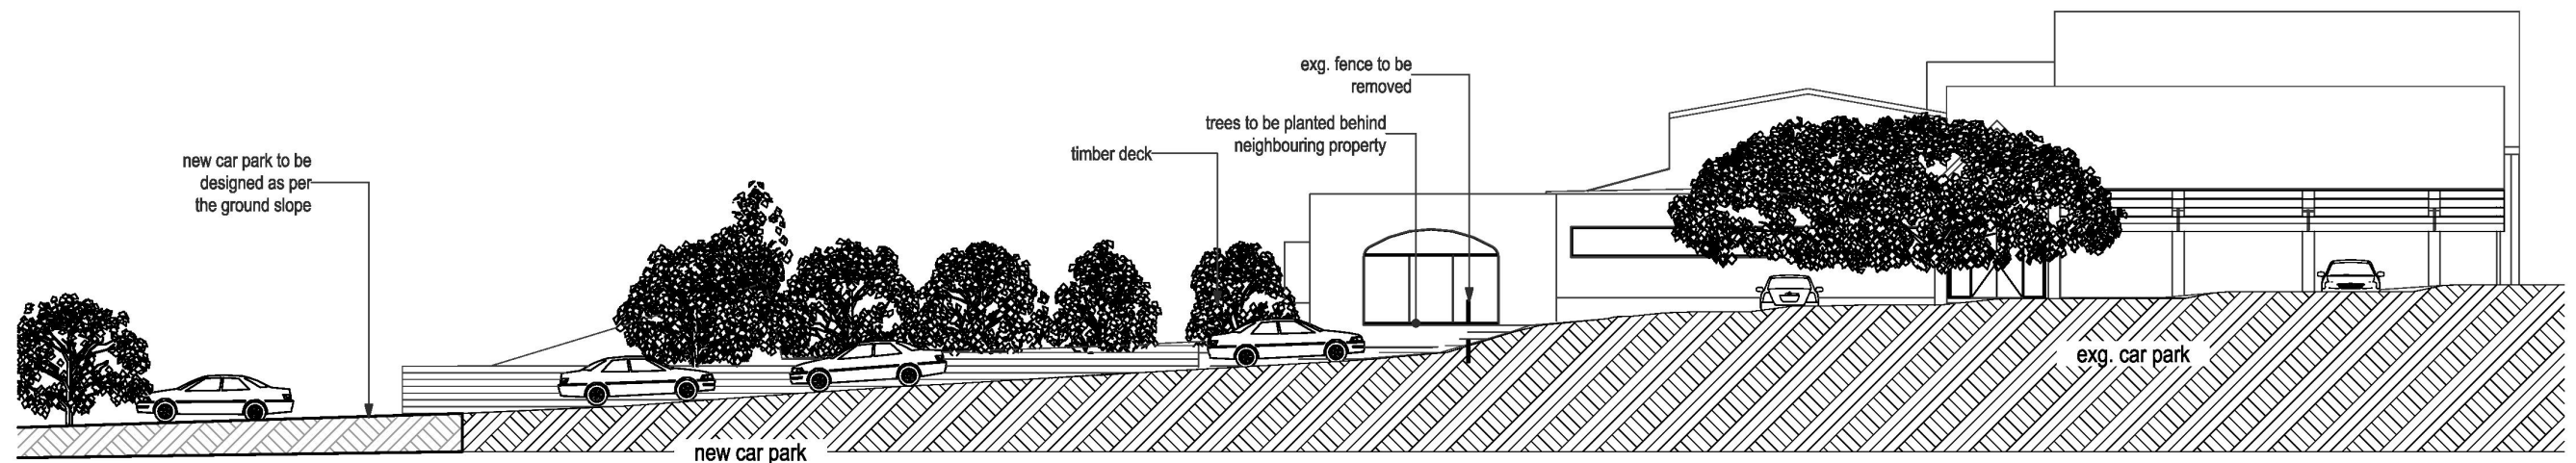 new car park to be
designed as per
the ground slope
timber deck
trees to be planted behind
neighbouring property
exg. fence to be
removed
new car park
exg. car park